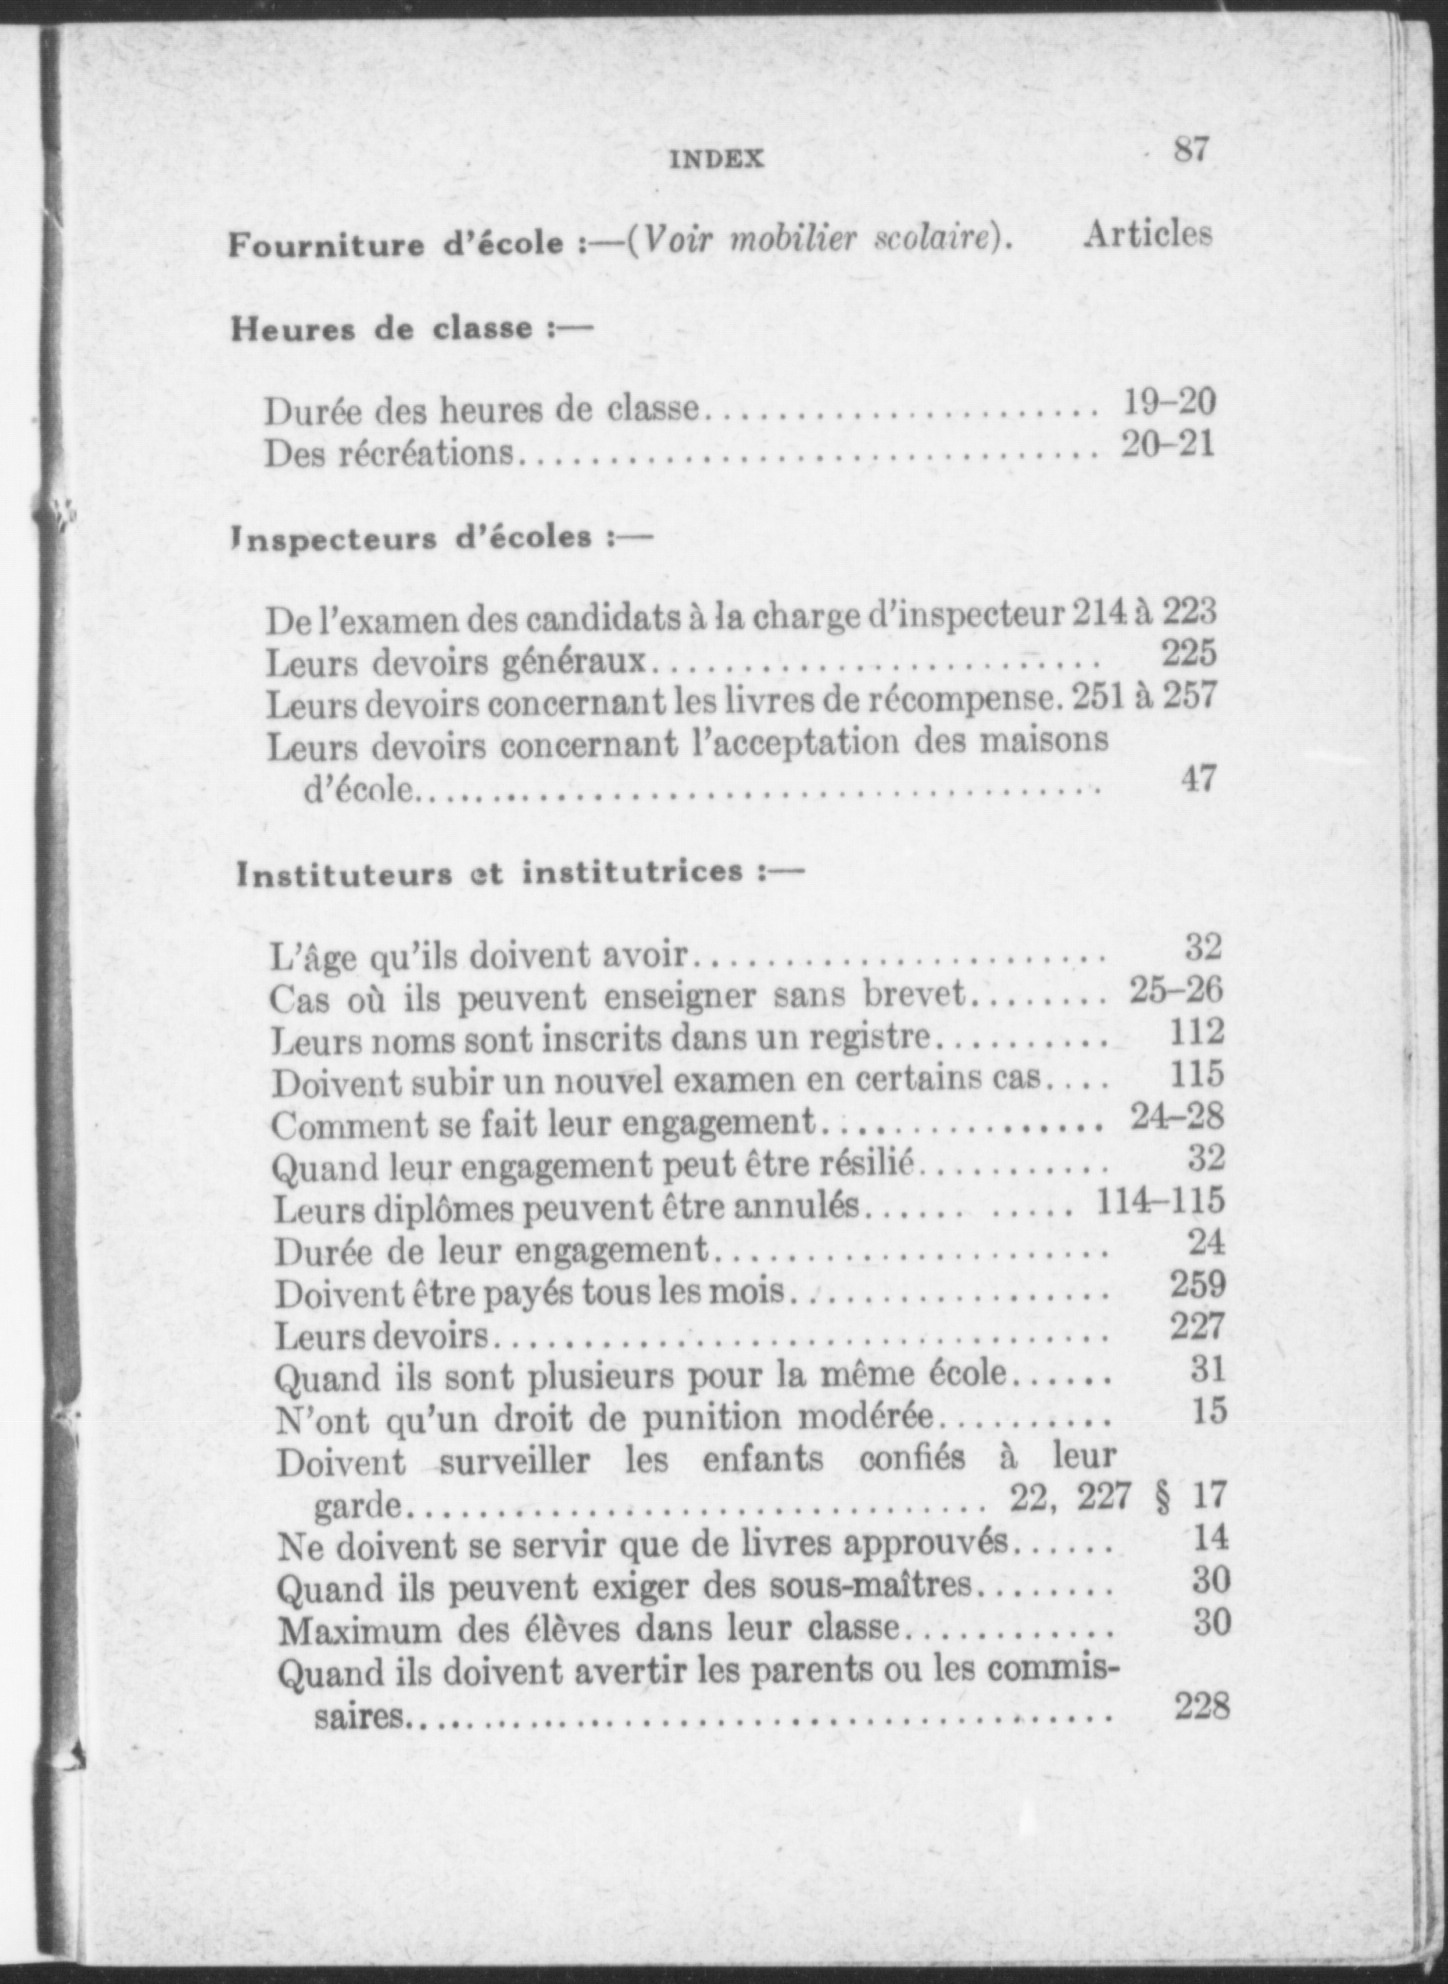 INDEX 87
Fourniture d'école :—(Voir mobilier scolaire). Articles
Heures de classe :—
Durée des heures de classe........................ 19–20
Des récréations.................................. 20–21
Inspecteurs d'écoles :—
De l'examen des candidats à la charge d'inspecteur 214 à 223
Leurs devoirs généraux.......................... 225
Leurs devoirs concernant les livres de récompense. 251 à 257
Leurs devoirs concernant l'acceptation des maisons
d'école........................................ 47
Instituteurs et institutrices :—
L'âge qu'ils doivent avoir........................ 32
Cas où ils peuvent enseigner sans brevet........ 25–26
Leurs noms sont inscrits dans un registre.......... 112
Doivent subir un nouvel examen en certains cas.... 115
Comment se fait leur engagement................ 24–28
Quand leur engagement peut être résilié........... 32
Leurs diplômes peuvent être annulés...... ..... 114–115
Durée de leur engagement....................... 24
Doivent être payés tous les mois................... 259
Leurs devoirs.................................... 227
Quand ils sont plusieurs pour la même école...... 31
N'ont qu'un droit de punition modérée.......... 15
Doivent surveiller les enfants confiés à leur
garde................................. 22, 227 § 17
Ne doivent se servir que de livres approuvés...... 14
Quand ils peuvent exiger des sous-maîtres........ 30
Maximum des élèves dans leur classe............ 30
Quand ils doivent avertir les parents ou les commis-
saires......................................... 228